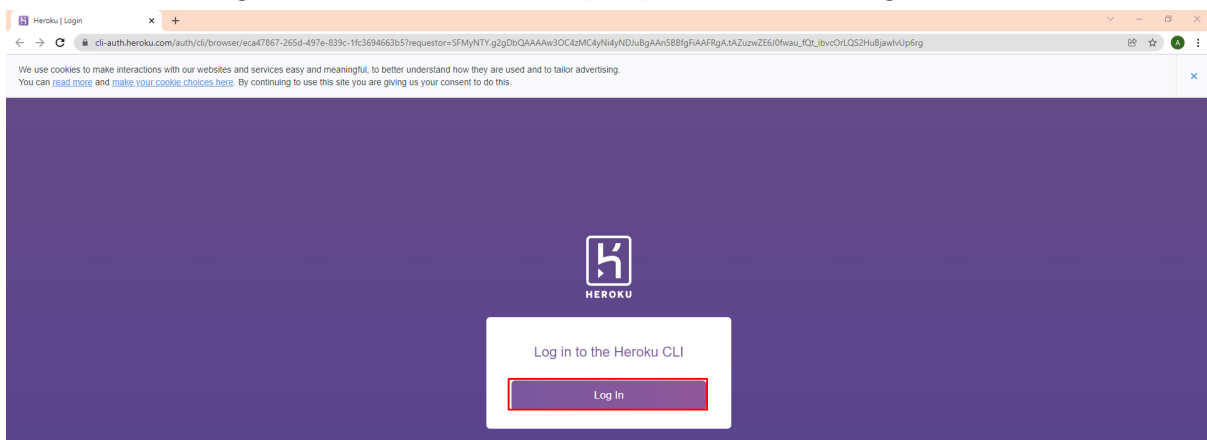 Heroku | Login
cli-auth.heroku.com/auth/cli/browser/eca47867-265d-497e-839c-1fc3694663b5?requestor=SFMyNTY.g2gDbQAAAAw3OC4zMC4yNi4yNDJuBgAAn5BBfgFiAAFRgA.tAZuzwZE6J0fwau_fQt_ibvcOrLQS2HuBjawlvUp6rg
A
We use cookies to make interactions with our websites and services easy and meaningful, to better understand how they are used and to tailor advertising.
You can read more and make your cookie choices here. By continuing to use this site you are giving us your consent to do this.
HEROKU
Log in to the Heroku CLI
Log In